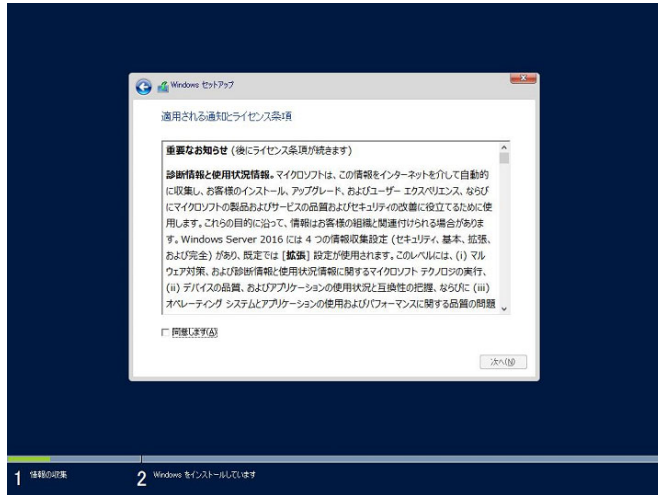 Windows セットアップ
適用される通知とライセンス条項
重要なお知らせ (後にライセンス条項が続きます)
診断情報と使用状況情報。マイクロソフトは、この情報をインターネットを介して自動的
に収集し、お客様のインストール、アップグレード、およびユーザー エクスペリエンス、ならび
にマイクロソフトの製品およびサービスの品質およびセキュリティの改善に役立てるために使
用します。これらの目的に沿って、情報はお客様の組織と関連付けられる場合がありま
す。Windows Server 2016 には 4 つの情報収集設定 (セキュリティ、基本、拡張、
および完全) があり、既定では [拡張] 設定が使用されます。このレベルには、(i) マル
ウェア対策、および診断情報と使用状況情報に関するマイクロソフト テクノロジの実行、
(ii) デバイスの品質、およびアプリケーションの使用状況と互換性の把握、ならびに (iii)
オペレーティング システムとアプリケーションの使用およびパフォーマンスに関する品質の問題
同意します(A)
次へ(N)
1 情報の収集
2 Windows をインストールしています